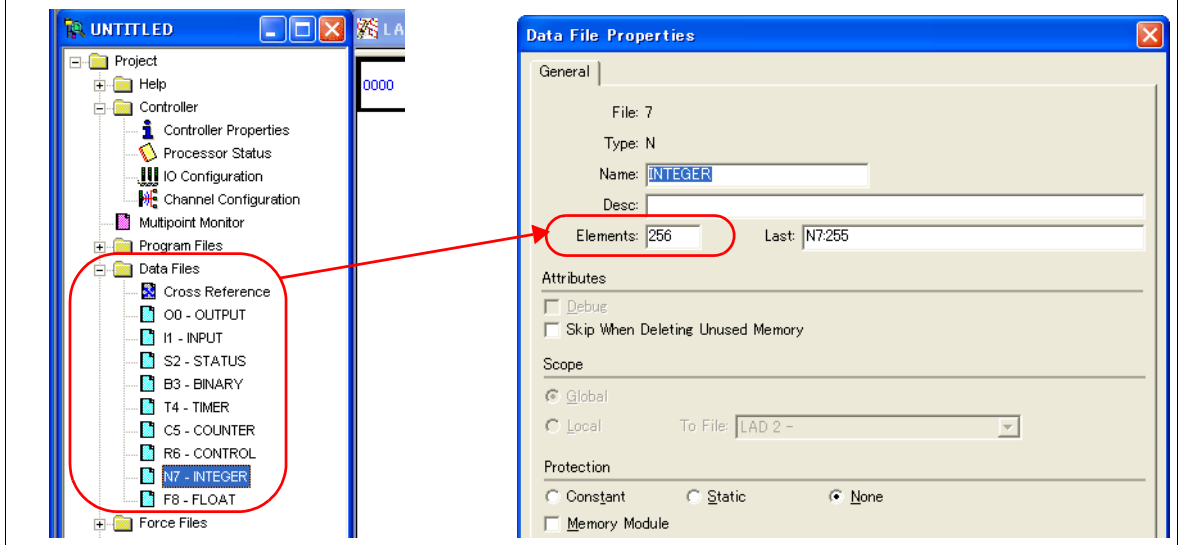 UNTITLED
LA
Project
Help
0000
Controller
Controller Properties
Processor Status
IO Configuration
Channel Configuration
Multipoint Monitor
Program Files
Data Files
Cross Reference
O0 - OUTPUT
I1 - INPUT
S2 - STATUS
B3 - BINARY
T4 - TIMER
C5 - COUNTER
R6 - CONTROL
N7 - INTEGER
F8 - FLOAT
Force Files
Data File Properties
General
File: 7
Type: N
Name: INTEGER
Desc:
Elements: 256 Last: N7:255
Attributes
Debug
Skip When Deleting Unused Memory
Scope
Global
Local To File: LAD 2 -
Protection
Constant Static None
Memory Module